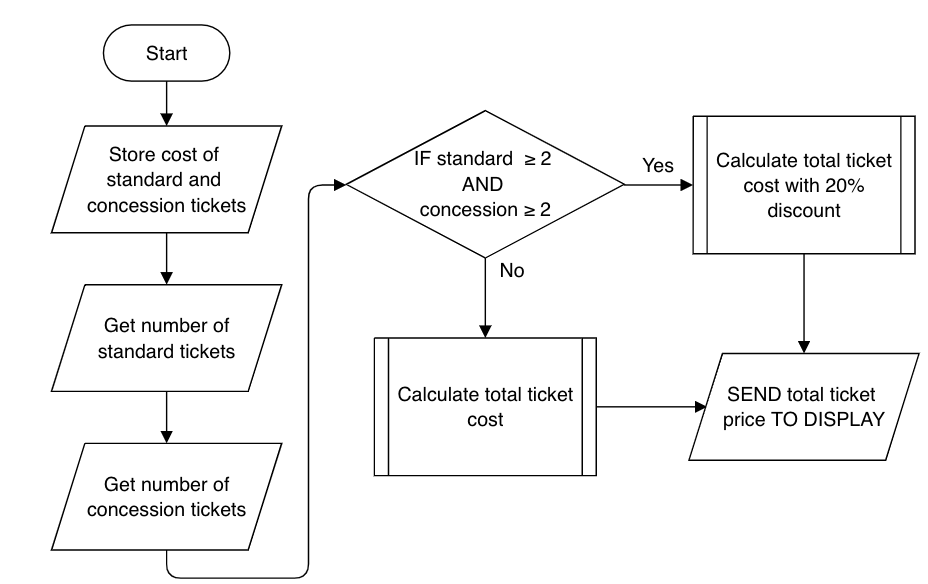 Start
Store cost of
standard and
concession tickets
Get number of
standard tickets
Get number of
concession tickets
IF standard ≥ 2
AND
concession ≥ 2
Yes
No
Calculate total ticket
cost with 20%
discount
Calculate total ticket
cost
SEND total ticket
price TO DISPLAY